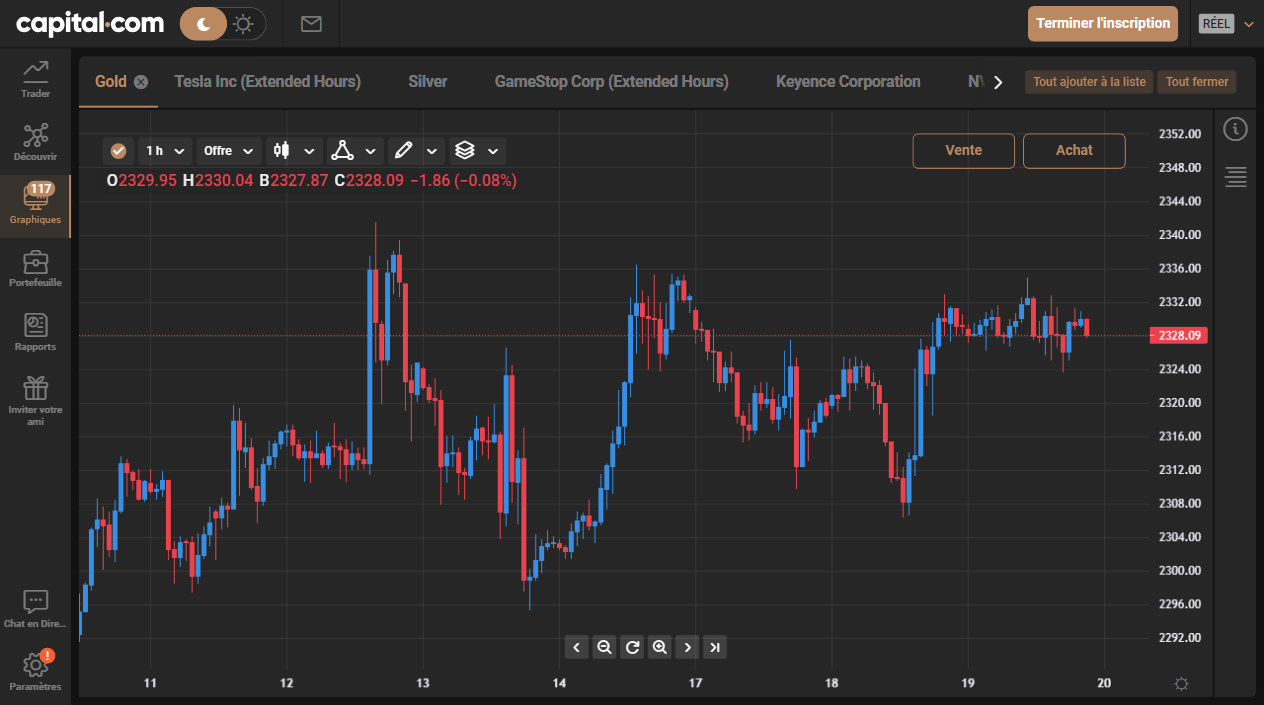 capital.com
Terminer l'inscription
RÉEL
Trader
Découvrir
117
Graphiques
Portefeuille
Rapports
Inviter votre
ami
Chat en Dire...
!
Paramètres
Gold Tesla Inc (Extended Hours) Silver GameStop Corp (Extended Hours) Keyence Corporation
Tout ajouter à la liste Tout fermer
1 h Offre
Vente Achat
O2329.95 H2330.04 B2327.87 C2328.09 −1.86 (−0.08%)
2352.00
2348.00
2344.00
2340.00
2336.00
2332.00
2328.09
2324.00
2320.00
2316.00
2312.00
2308.00
2304.00
2300.00
2296.00
2292.00
11 12 13 14 17 18 19 20